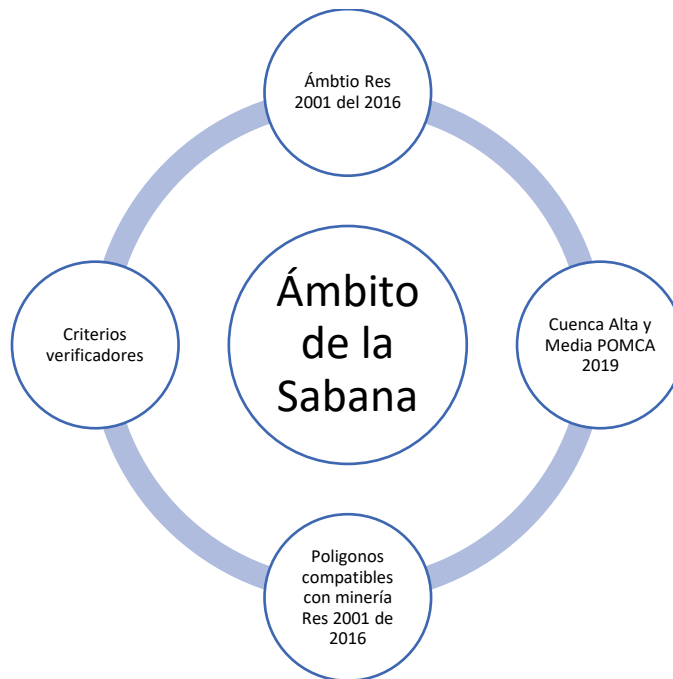 Ámbtio Res
2001 del 2016
Ámbito
de la
Sabana
Criterios
verificadores
Cuenca Alta y
Media POMCA
2019
Poligonos
compatibles
con minería
Res 2001 de
2016